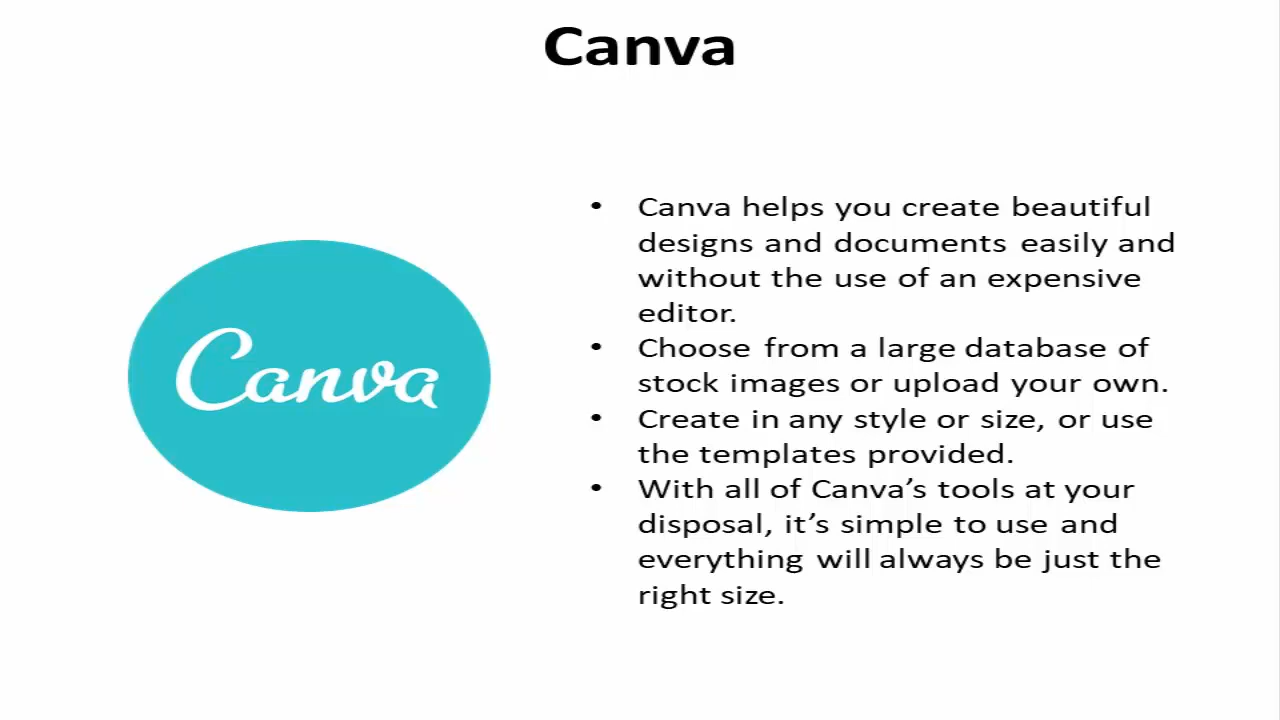 Canva
Canva
• Canva helps you create beautiful
designs and documents easily and
without the use of an expensive
editor.
• Choose from a large database of
stock images or upload your own.
• Create in any style or size, or use
the templates provided.
• With all of Canva’s tools at your
disposal, it’s simple to use and
everything will always be just the
right size.